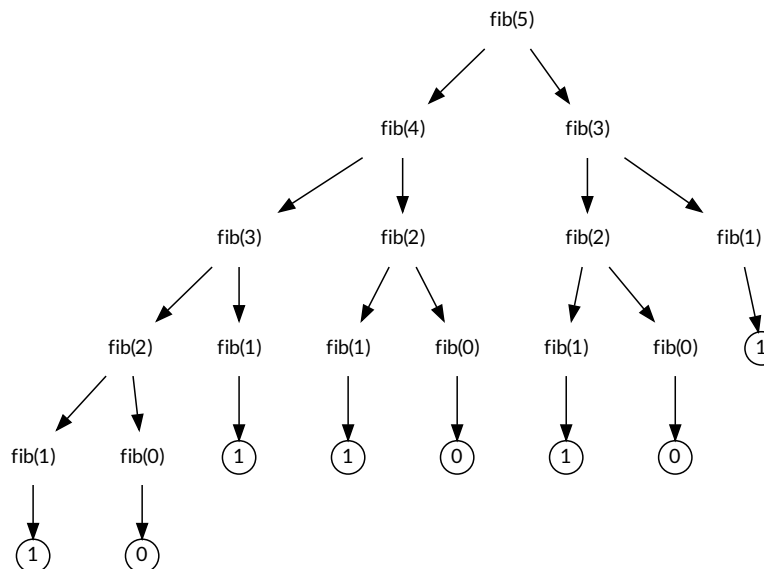 fib(5)
fib(4) fib(3)
fib(3) fib(2) fib(2) fib(1)
fib(2) fib(1) fib(1) fib(0) fib(1) fib(0) 1
fib(1) fib(0) 1 1 0 1 0
1 0